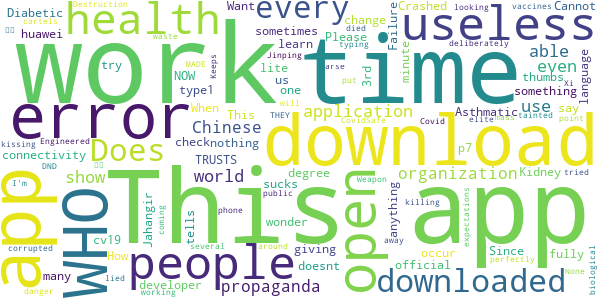 Diabetic
Destruction
health
every
Want
Crashed
looking
vaccines
Cannot
Failure
cartels
huawei
sometimes
change
useless
waste
Please
learn
typing
died
Jinping
deliberately
try
NOW
lite
us
3rd
minute
able
even
work
time
MADE
Keeps
one
arse
put
Xi
thumbs
language
something
type1
will
application
use
say
error
When
This
THEY
CovidSafe
Covid
Asthmatic
elite
mass
tainted
point
kissing
Engineered
Chinese
check
nothing
download
p7
connectivity
Does
TRUSTS
organization
Kidney
I'm
DND
show
world
degree
Weapon
tried
app
WHO
This
app
open
sucks
public
wonder
anything
killing
expectations
Jahangir
coming
tells
phone
occur
away
Since
perfectly
fully
cv19
several
around
giving
corrupted
How
people
doesnt
official
None
many
developer
propaganda
downloaded
biological
danger
lied
working